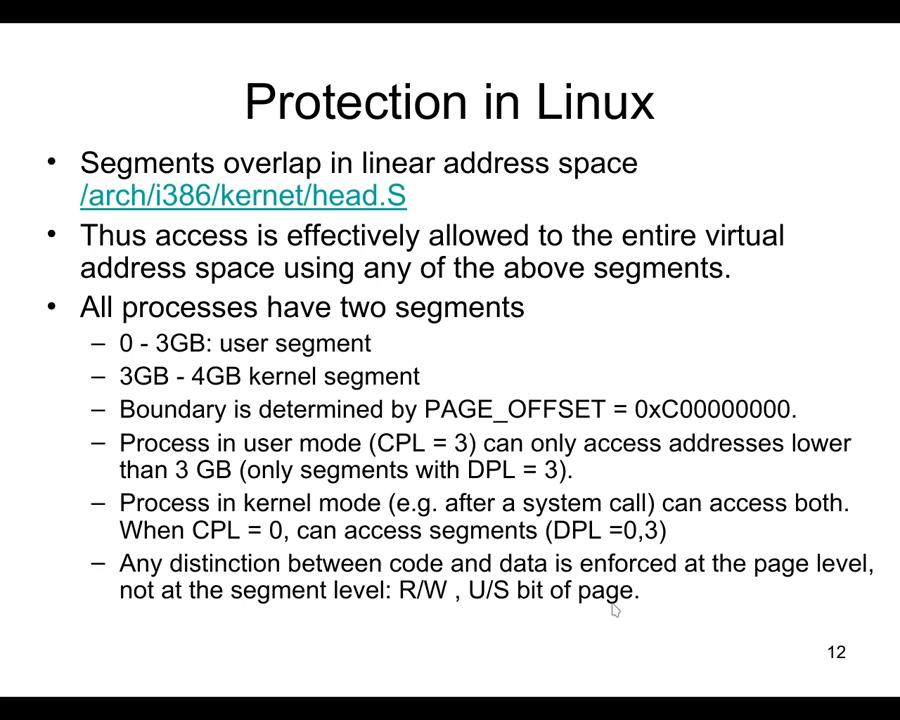 Protection in Linux
• Segments overlap in linear address space
/arch/i386/kernet/head.S
• Thus access is effectively allowed to the entire virtual
address space using any of the above segments.
• All processes have two segments
– 0 - 3GB: user segment
– 3GB - 4GB kernel segment
– Boundary is determined by PAGE_OFFSET = 0xC00000000.
– Process in user mode (CPL = 3) can only access addresses lower
than 3 GB (only segments with DPL = 3).
– Process in kernel mode (e.g. after a system call) can access both.
When CPL = 0, can access segments (DPL =0,3)
– Any distinction between code and data is enforced at the page level,
not at the segment level: R/W , U/S bit of page.
12